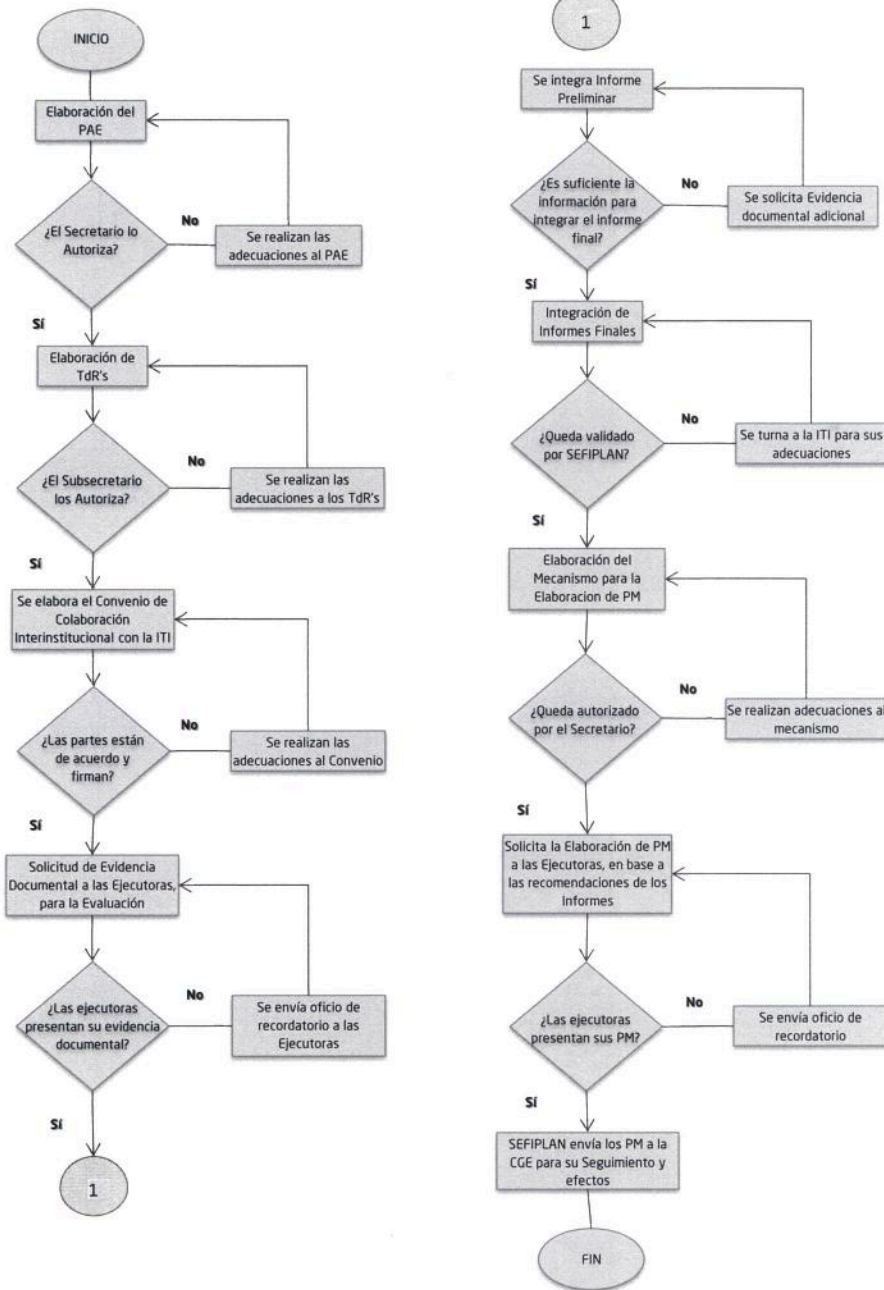 INICIO
Elaboración del
PAE
¿El Secretario lo
Autoriza?
No
Se realizan las
adecuaciones al PAE
Sí
Elaboración de
TdR's
¿El Subsecretario
los Autoriza?
No
Se realizan las
adecuaciones a los TdR's
Sí
Se elabora el Convenio de
Colaboración
Interinstitucional con la ITI
¿Las partes están
de acuerdo y
firman?
No
Se realizan las
adecuaciones al Convenio
Sí
Solicitud de Evidencia
Documental a las Ejecutoras,
para la Evaluación
¿Las ejecutoras
presentan su evidencia
documental?
No
Se envía oficio de
recordatorio a las
Ejecutoras
Sí
1
1
Se integra Informe
Preliminar
¿Es suficiente la
información para
integrar el informe
final?
No
Se solicita Evidencia
documental adicional
Sí
Integración de
Informes Finales
¿Queda validado
por SEFIPLAN?
No
Se turna a la ITI para sus
adecuaciones
Sí
Elaboración del
Mecanismo para la
Elaboracion de PM
¿Queda autorizado
por el Secretario?
No
Se realizan adecuaciones al
mecanismo
Sí
Solicita la Elaboración de PM
a las Ejecutoras, en base a
las recomendaciones de los
Informes
¿Las ejecutoras
presentan sus PM?
No
Se envía oficio de
recordatorio
Sí
SEFIPLAN envía los PM a la
CGE para su Seguimiento y
efectos
FIN